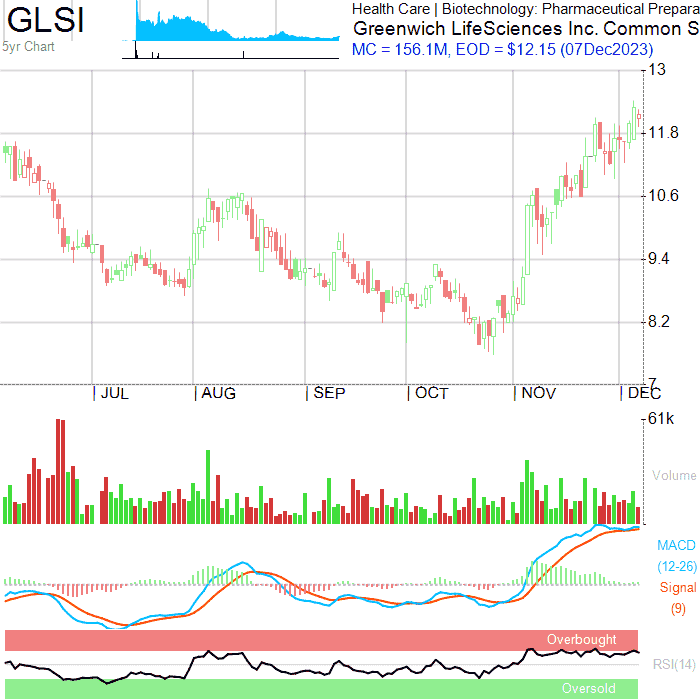 GLSI
5yr Chart
Health Care | Biotechnology: Pharmaceutical Prepara
Greenwich LifeSciences Inc. Common S
MC = 156.1M, EOD = $12.15 (07Dec2023)
13
11.8
10.6
9.4
8.2
7
JUL AUG SEP OCT NOV DEC
61k
Volume
MACD
(12-26)
Signal
(9)
Overbought
RSI(14)
Oversold